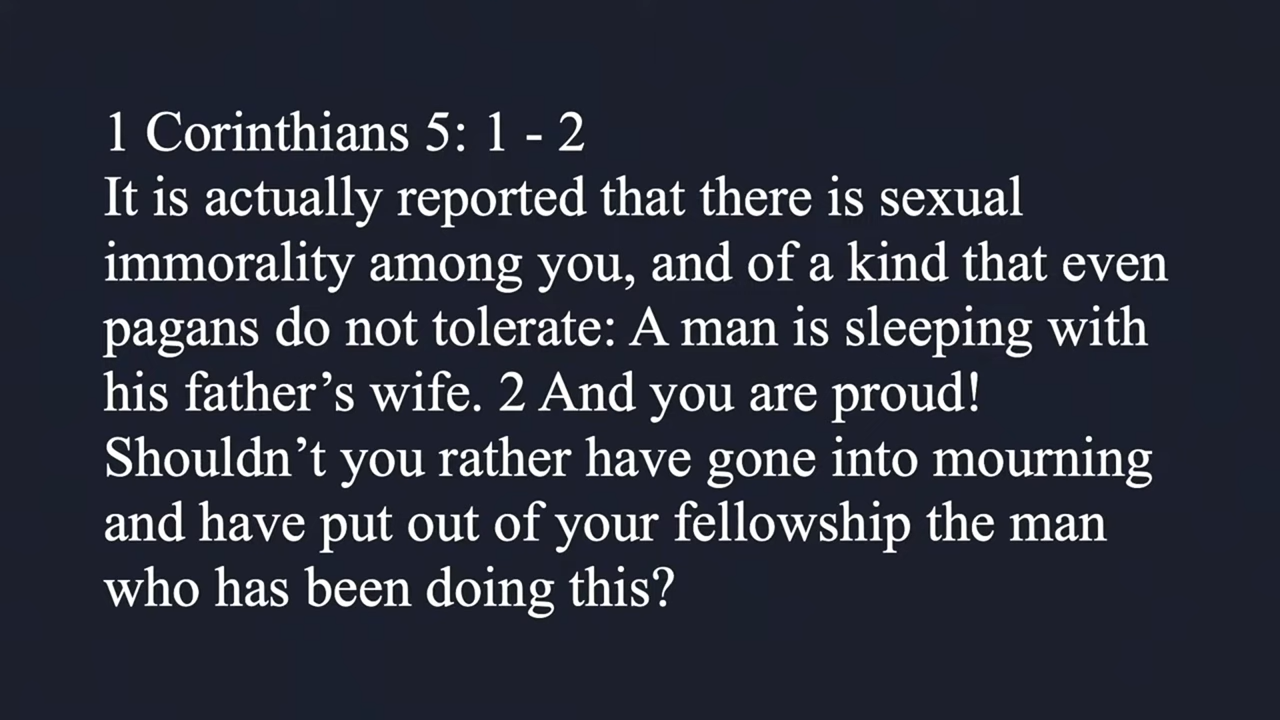 1 Corinthians 5: 1 - 2
It is actually reported that there is sexual
immorality among you, and of a kind that even
pagans do not tolerate: A man is sleeping with
his father’s wife. 2 And you are proud!
Shouldn’t you rather have gone into mourning
and have put out of your fellowship the man
who has been doing this?